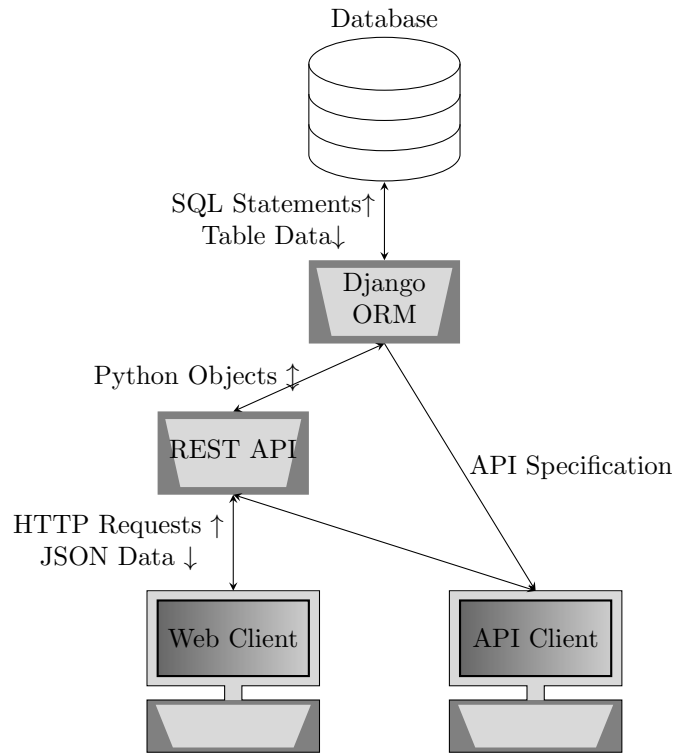 Database
SQL Statements↑
Table Data↓
Django
ORM
Python Objects ↕
REST API
API Specification
HTTP Requests ↑
JSON Data ↓
Web Client
API Client